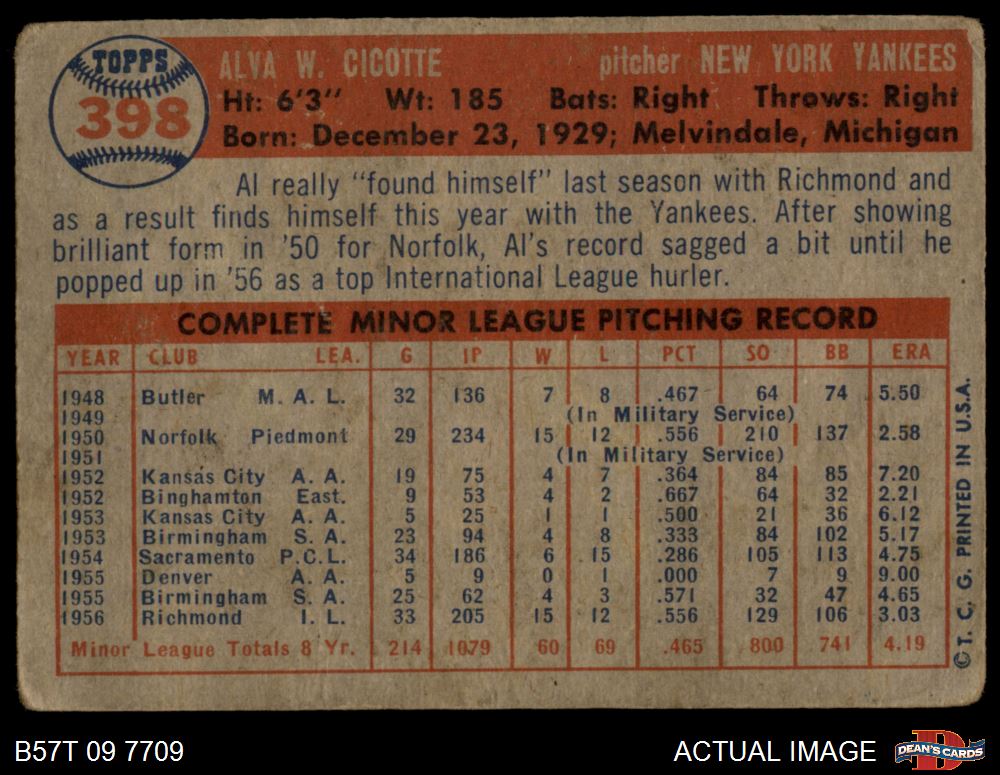 TOPPS
398
ALVA W. CICOTTE pitcher NEW YORK YANKEES
Ht: 6'3" Wt: 185 Bats: Right Throws: Right
Born: December 23, 1929; Melvindale, Michigan
Al really "found himself" last season with Richmond and
as a result finds himself this year with the Yankees. After showing
brilliant form in '50 for Norfolk, Al's record sagged a bit until he
popped up in '56 as a top International League hurler.
COMPLETE MINOR LEAGUE PITCHING RECORD
YEAR CLUB LEA. G IP W L PCT SO BB ERA
1948 Butler M. A. L. 32 136 7 8 .467 64 74 5.50
1949 (In Military Service)
1950 Norfolk Piedmont 29 234 15 12 .556 210 137 2.58
1951 (In Military Service)
1952 Kansas City A. A. 19 75 4 7 .364 84 85 7.20
1952 Binghamton East. 9 53 4 2 .667 64 32 2.21
1953 Kansas City A. A. 5 25 1 1 .500 21 36 6.12
1953 Birmingham S. A. 23 94 4 8 .333 84 102 5.17
1954 Sacramento P.C.L. 34 186 6 15 .286 105 113 4.75
1955 Denver A. A. 5 9 0 1 .000 7 9 9.00
1955 Birmingham S. A. 25 62 4 3 .571 32 47 4.65
1956 Richmond I. L. 33 205 15 12 .556 129 106 3.03
Minor League Totals 8 Yr. 214 1079 60 69 .465 800 741 4.19
© T. C. G. PRINTED IN U.S.A.
B57T 09 7709 ACTUAL IMAGE
D
DEAN'S CARDS